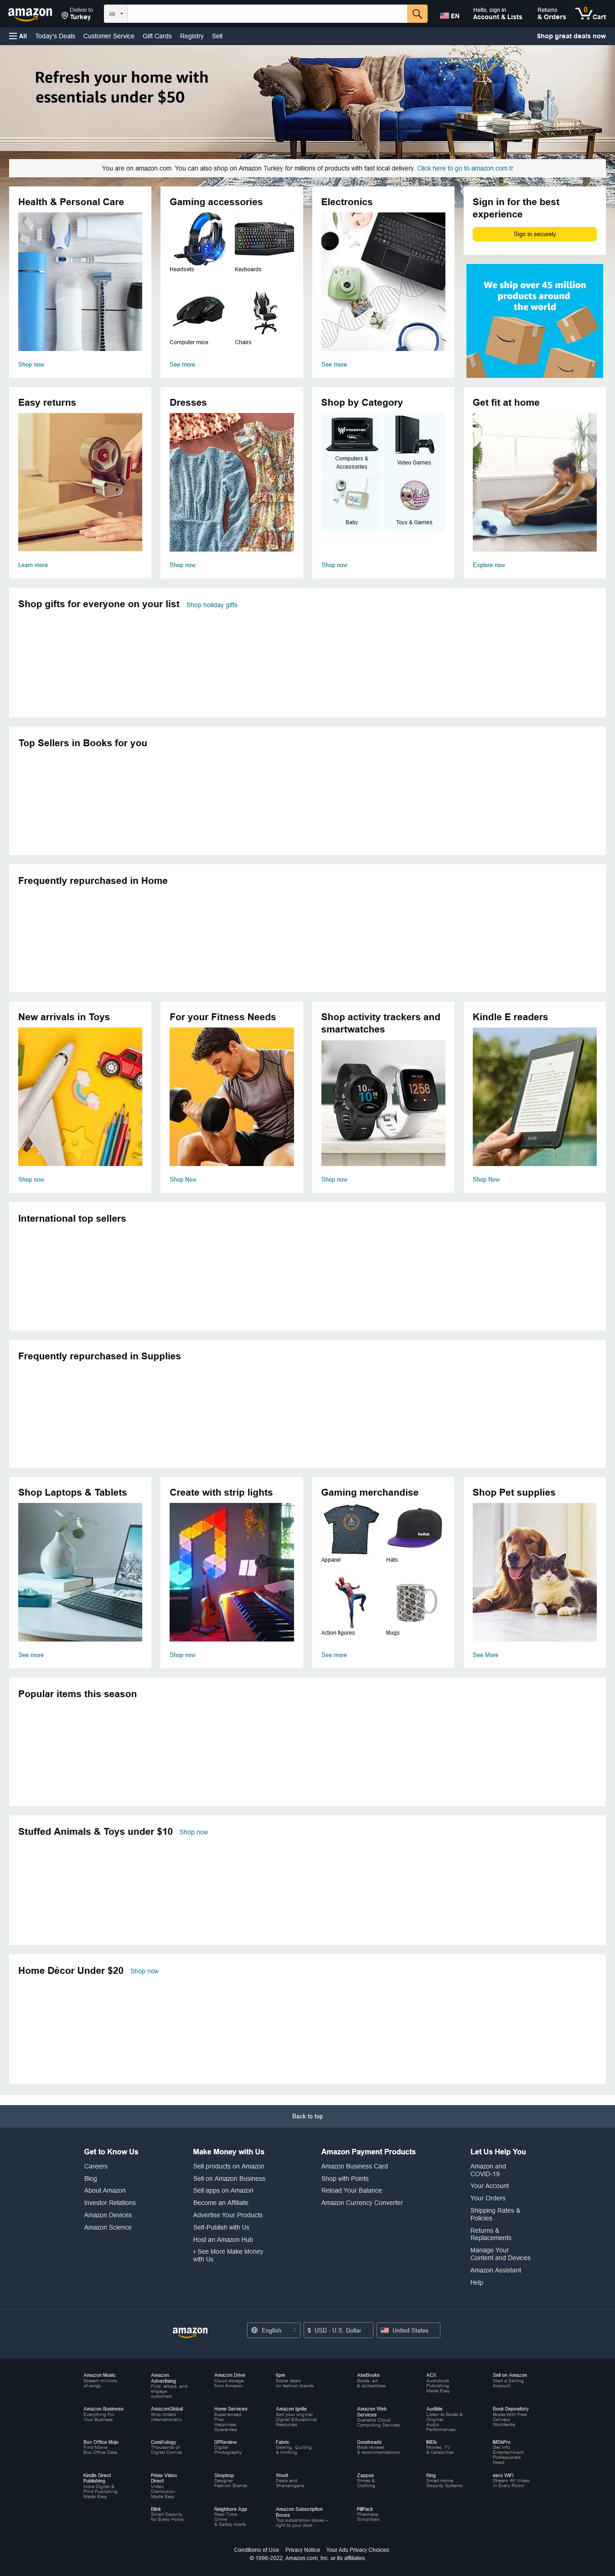 amazon
Deliver to
Turkey
All
EN
Hello, sign in
Account & Lists
Returns
& Orders
0
Cart
All
Today's Deals
Customer Service
Gift Cards
Registry
Sell
Shop great deals now
Refresh your home with
essentials under $50
You are on amazon.com. You can also shop on Amazon Turkey for millions of products with fast local delivery. Click here to go to amazon.com.tr
Health & Personal Care
Shop now
Gaming accessories
Headsets
Keyboards
Computer mice
Chairs
See more
Electronics
See more
Sign in for the best
experience
Sign in securely
We ship over 45 million
products around
the world
Easy returns
Learn more
Dresses
Shop now
Shop by Category
PREDATOR
Computers &
Accessories
Video Games
Baby
Toys & Games
Shop now
Get fit at home
Explore now
Shop gifts for everyone on your list
Shop holiday gifts
Top Sellers in Books for you
Frequently repurchased in Home
New arrivals in Toys
Shop now
For your Fitness Needs
Shop Now
Shop activity trackers and
smartwatches
10:58
Shop now
Kindle E readers
kindle
Shop Now
International top sellers
Frequently repurchased in Supplies
Shop Laptops & Tablets
See more
Create with strip lights
Shop now
Gaming merchandise
Apparel
twitch
Hats
Action figures
Mugs
See more
Shop Pet supplies
See More
Popular items this season
Stuffed Animals & Toys under $10
Shop now
Home Décor Under $20
Shop now
Back to top
Get to Know Us
Careers
Blog
About Amazon
Investor Relations
Amazon Devices
Amazon Science
Make Money with Us
Sell products on Amazon
Sell on Amazon Business
Sell apps on Amazon
Become an Affiliate
Advertise Your Products
Self-Publish with Us
Host an Amazon Hub
› See More Make Money
with Us
Amazon Payment Products
Amazon Business Card
Shop with Points
Reload Your Balance
Amazon Currency Converter
Let Us Help You
Amazon and
COVID-19
Your Account
Your Orders
Shipping Rates &
Policies
Returns &
Replacements
Manage Your
Content and Devices
Amazon Assistant
Help
amazon
English
$ USD - U.S. Dollar
United States
Amazon Music
Stream millions
of songs
Amazon
Advertising
Find, attract, and
engage
customers
Amazon Drive
Cloud storage
from Amazon
6pm
Score deals
on fashion brands
AbeBooks
Books, art
& collectibles
ACX
Audiobook
Publishing
Made Easy
Sell on Amazon
Start a Selling
Account
Amazon Business
Everything For
Your Business
AmazonGlobal
Ship Orders
Internationally
Home Services
Experienced
Pros
Happiness
Guarantee
Amazon Ignite
Sell your original
Digital Educational
Resources
Amazon Web
Services
Scalable Cloud
Computing Services
Audible
Listen to Books &
Original
Audio
Performances
Book Depository
Books With Free
Delivery
Worldwide
Box Office Mojo
Find Movie
Box Office Data
ComiXology
Thousands of
Digital Comics
DPReview
Digital
Photography
Fabric
Sewing, Quilting
& Knitting
Goodreads
Book reviews
& recommendations
IMDb
Movies, TV
& Celebrities
IMDbPro
Get Info
Entertainment
Professionals
Need
Kindle Direct
Publishing
Indie Digital &
Print Publishing
Made Easy
Prime Video
Direct
Video
Distribution
Made Easy
Shopbop
Designer
Fashion Brands
Woot!
Deals and
Shenanigans
Zappos
Shoes &
Clothing
Ring
Smart Home
Security Systems
eero WiFi
Stream 4K Video
in Every Room
Blink
Smart Security
for Every Home
Neighbors App
Real-Time
Crime
& Safety Alerts
Amazon Subscription
Boxes
Top subscription boxes –
right to your door
PillPack
Pharmacy
Simplified
Conditions of Use
Privacy Notice
Your Ads Privacy Choices
© 1996-2022, Amazon.com, Inc. or its affiliates